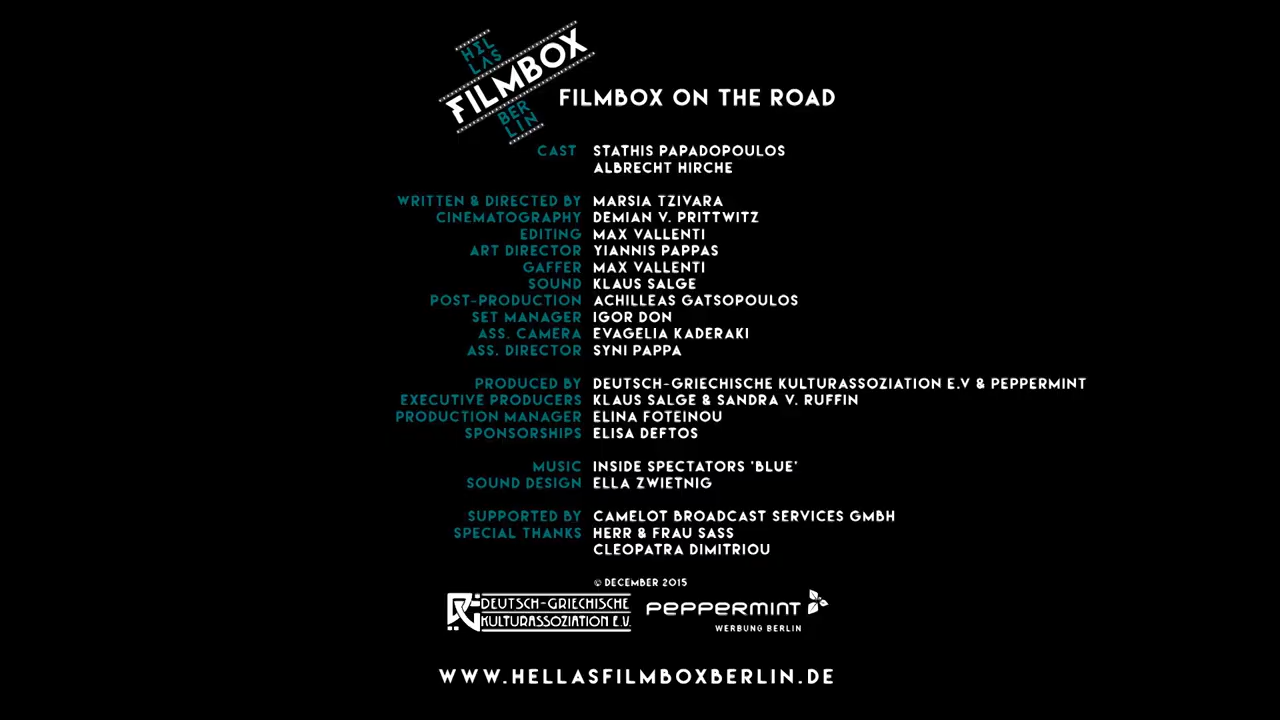 HELLAS
FILMBOX
BERLIN
FILMBOX ON THE ROAD
CAST STATHIS PAPADOPOULOS
ALBRECHT HIRCHE
WRITTEN & DIRECTED BY MARSIA TZIVARA
CINEMATOGRAPHY DEMIAN V. PRITTWITZ
EDITING MAX VALLENTI
ART DIRECTOR YIANNIS PAPPAS
GAFFER MAX VALLENTI
SOUND KLAUS SALGE
POST-PRODUCTION ACHILLEAS GATSOPOULOS
SET MANAGER IGOR DON
ASS. CAMERA EVAGELIA KADERAKI
ASS. DIRECTOR SYNI PAPPA
PRODUCED BY DEUTSCH-GRIECHISCHE KULTURASSOZIATION E.V & PEPPERMINT
EXECUTIVE PRODUCERS KLAUS SALGE & SANDRA V. RUFFIN
PRODUCTION MANAGER ELINA FOTEINOU
SPONSORSHIPS ELISA DEFTOS
MUSIC INSIDE SPECTATORS 'BLUE'
SOUND DESIGN ELLA ZWIETNIG
SUPPORTED BY CAMELOT BROADCAST SERVICES GMBH
SPECIAL THANKS HERR & FRAU SASS
CLEOPATRA DIMITRIOU
© DECEMBER 2015
DEUTSCH-GRIECHISCHE
KULTURASSOZIATION E.V.
PEPPERMINT
WERBUNG BERLIN
WWW.HELLASFILMBOXBERLIN.DE